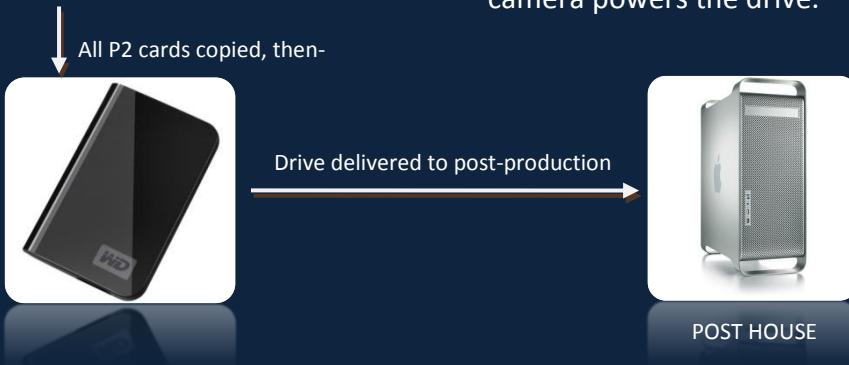 camera powers the drive.
All P2 cards copied, then-
Drive delivered to post-production
WD
POST HOUSE